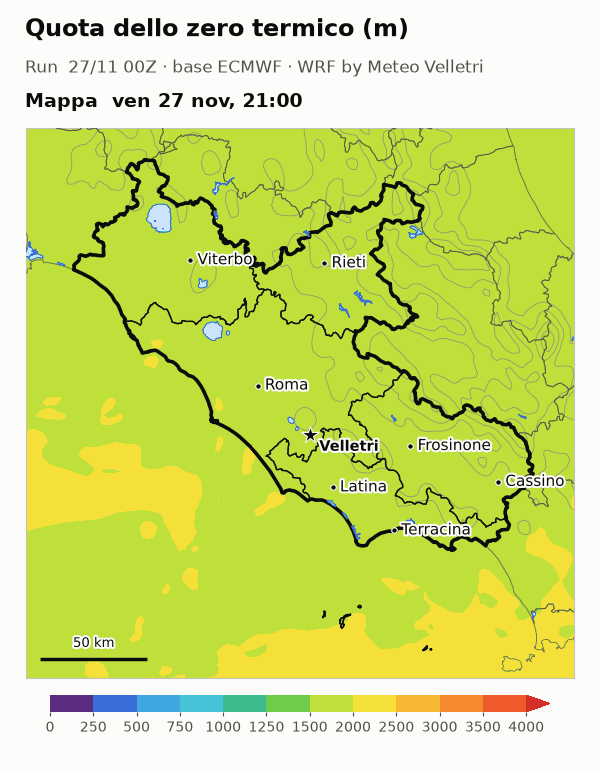 Quota dello zero termico (m)
Run 27/11 00Z · base ECMWF · WRF by Meteo Velletri
Mappa ven 27 nov, 21:00
Viterbo
Rieti
Roma
Velletri
Frosinone
Latina
Cassino
Terracina
50 km
0 250 500 750 1000 1250 1500 2000 2500 3000 3500 4000